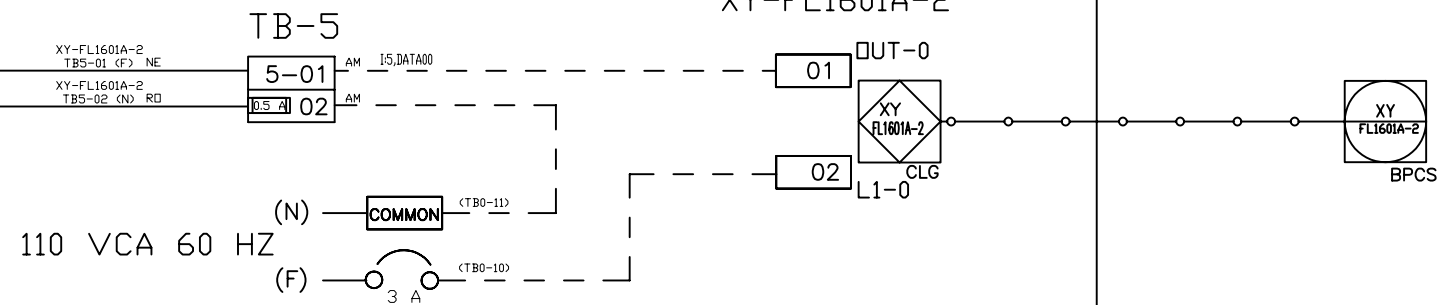 XY-FL1601A-2
TB-5
OUT-0
XY-FL1601A-2
TB5-01 (F) NE
5-01
AM
I:5,DATA00
01
XY-FL1601A-2
TB5-02 (N) RO
0.5 A
02
AM
XY
FL1601A-2
XY
FL1601A-2
02
CLG
BPCS
L1-0
(N)
COMMON
(TB0-11)
110 VCA 60 HZ
(F)
(TB0-10)
3 A